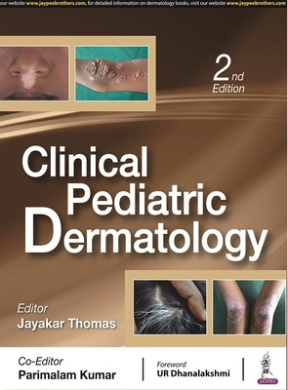 our website www.jaypeebrothers.com, for detailed information on dermatology books, visit our website www.jaypeebrothers.com
2nd
Edition
Clinical
Pediatric
Dermatology
Editor
Jayakar Thomas
Co-Editor
Parimalam Kumar
Foreword
UR Dhanalakshmi
JAYPEE